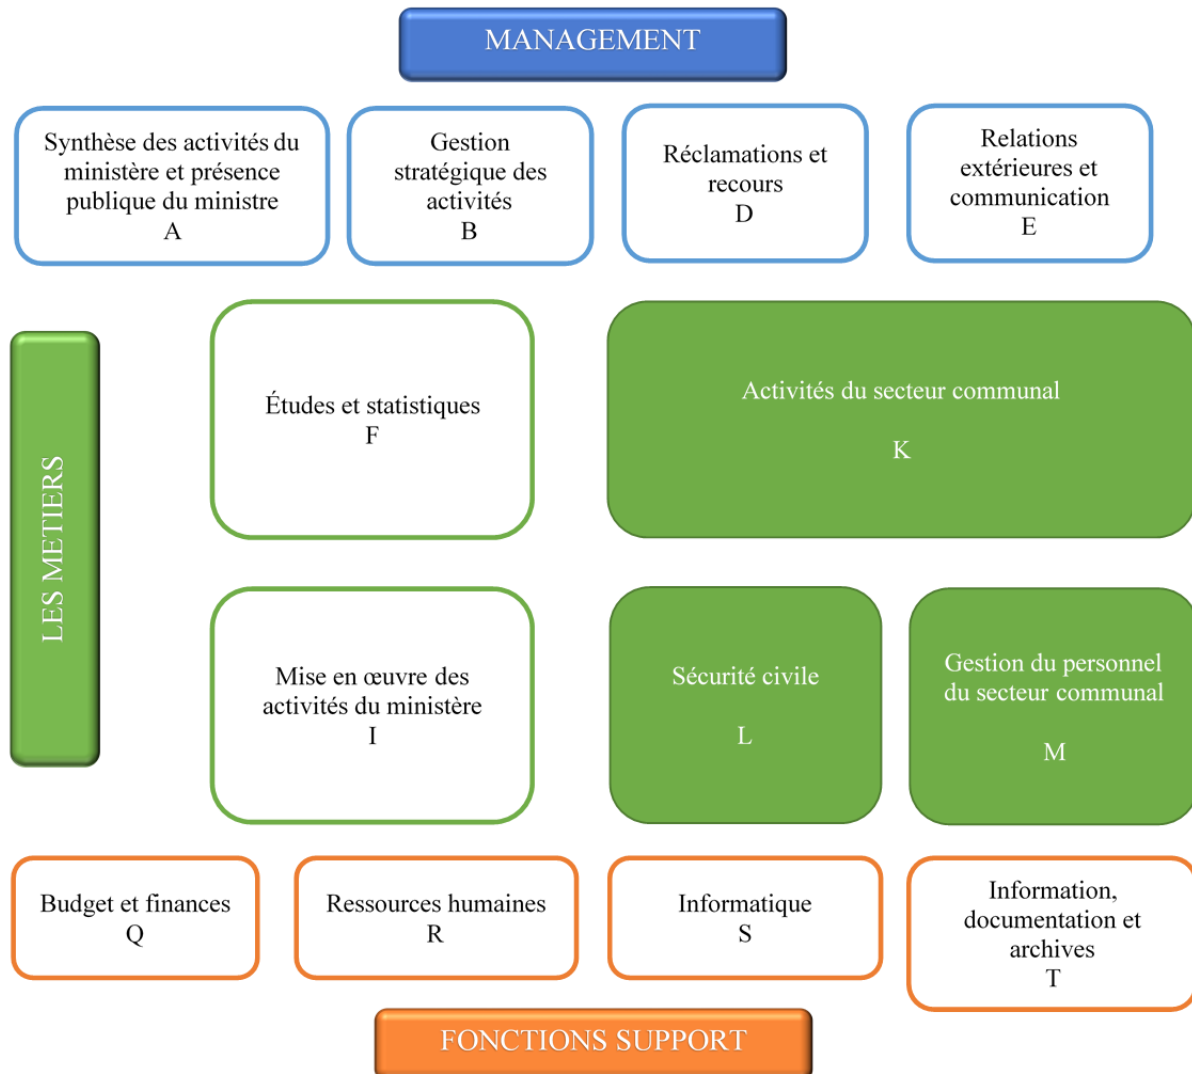 MANAGEMENT
Synthèse des activités du
ministère et présence
publique du ministre
A
Gestion
stratégique des
activités
B
Réclamations et
recours
D
Relations
extérieures et
communication
E
LES METIERS
Études et statistiques
F
Activités du secteur communal
K
Mise en œuvre des
activités du ministère
I
Sécurité civile
L
Gestion du personnel
du secteur communal
M
Budget et finances
Q
Ressources humaines
R
Informatique
S
Information,
documentation et
archives
T
FONCTIONS SUPPORT